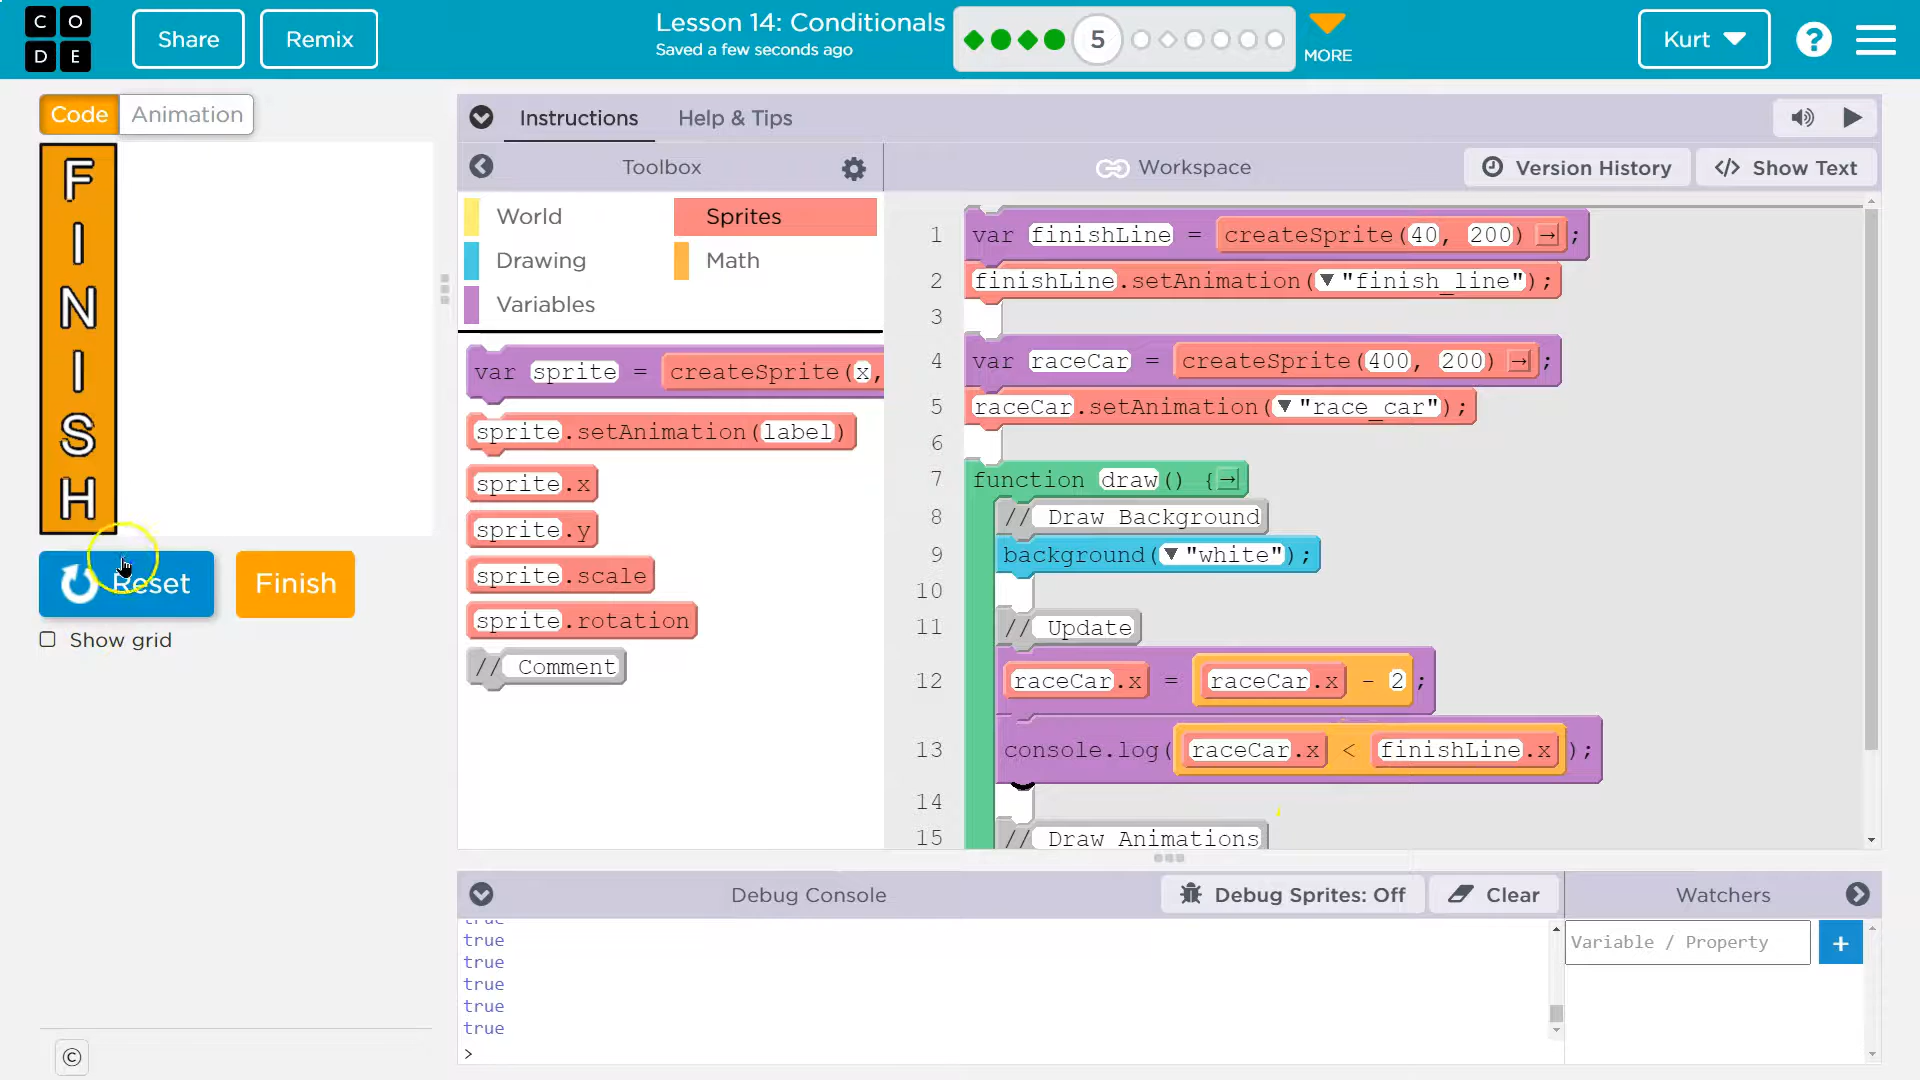 CODE
Share
Remix
Lesson 14: Conditionals
Saved a few seconds ago
5
MORE
Kurt
?
Code
Animation
FINISH
Reset
Finish
Show grid
©
Instructions
Help & Tips
Toolbox
Workspace
Version History
</> Show Text
World
Sprites
Drawing
Math
Variables
var sprite = createSprite(x,
sprite.setAnimation(label)
sprite.x
sprite.y
sprite.scale
sprite.rotation
// Comment
1 var finishLine = createSprite(40, 200) → ;
2 finishLine.setAnimation(▼"finish_line");
3
4 var raceCar = createSprite(400, 200) → ;
5 raceCar.setAnimation(▼"race_car");
6
7 function draw() {→
8 // Draw Background
9 background(▼"white");
10
11 // Update
12 raceCar.x = raceCar.x - 2;
13 console.log(raceCar.x < finishLine.x);
14
15 // Draw Animations
Debug Console
Debug Sprites: Off
Clear
Watchers
true
true
true
true
true
true
>
Variable / Property
+